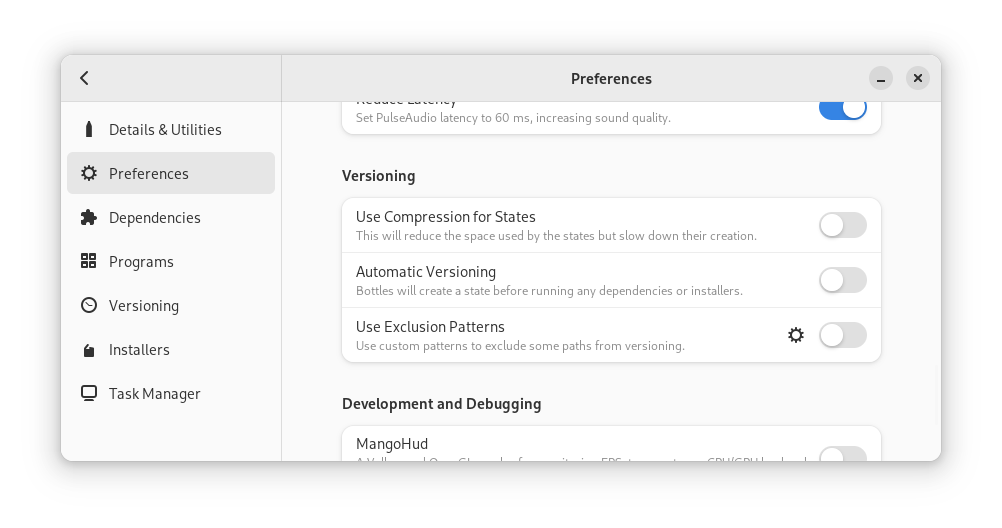 Preferences
Details & Utilities
Preferences
Dependencies
Programs
Versioning
Installers
Task Manager
Reduce Latency
Set PulseAudio latency to 60 ms, increasing sound quality.
Versioning
Use Compression for States
This will reduce the space used by the states but slow down their creation.
Automatic Versioning
Bottles will create a state before running any dependencies or installers.
Use Exclusion Patterns
Use custom patterns to exclude some paths from versioning.
Development and Debugging
MangoHud